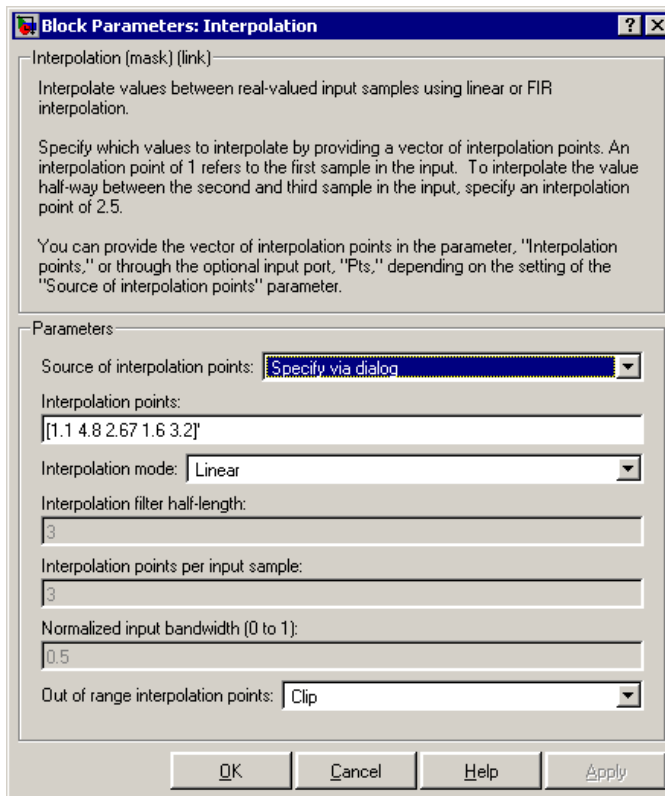 Block Parameters: Interpolation
Interpolation (mask) (link)
Interpolate values between real-valued input samples using linear or FIR
interpolation.
Specify which values to interpolate by providing a vector of interpolation points. An
interpolation point of 1 refers to the first sample in the input.  To interpolate the value
half-way between the second and third sample in the input, specify an interpolation
point of 2.5.
You can provide the vector of interpolation points in the parameter, "Interpolation
points," or through the optional input port, "Pts," depending on the setting of the
"Source of interpolation points" parameter.
Parameters
Source of interpolation points: Specify via dialog
Interpolation points:
[1.1 4.8 2.67 1.6 3.2]'
Interpolation mode: Linear
Interpolation filter half-length:
3
Interpolation points per input sample:
3
Normalized input bandwidth (0 to 1):
0.5
Out of range interpolation points: Clip
OK Cancel Help Apply